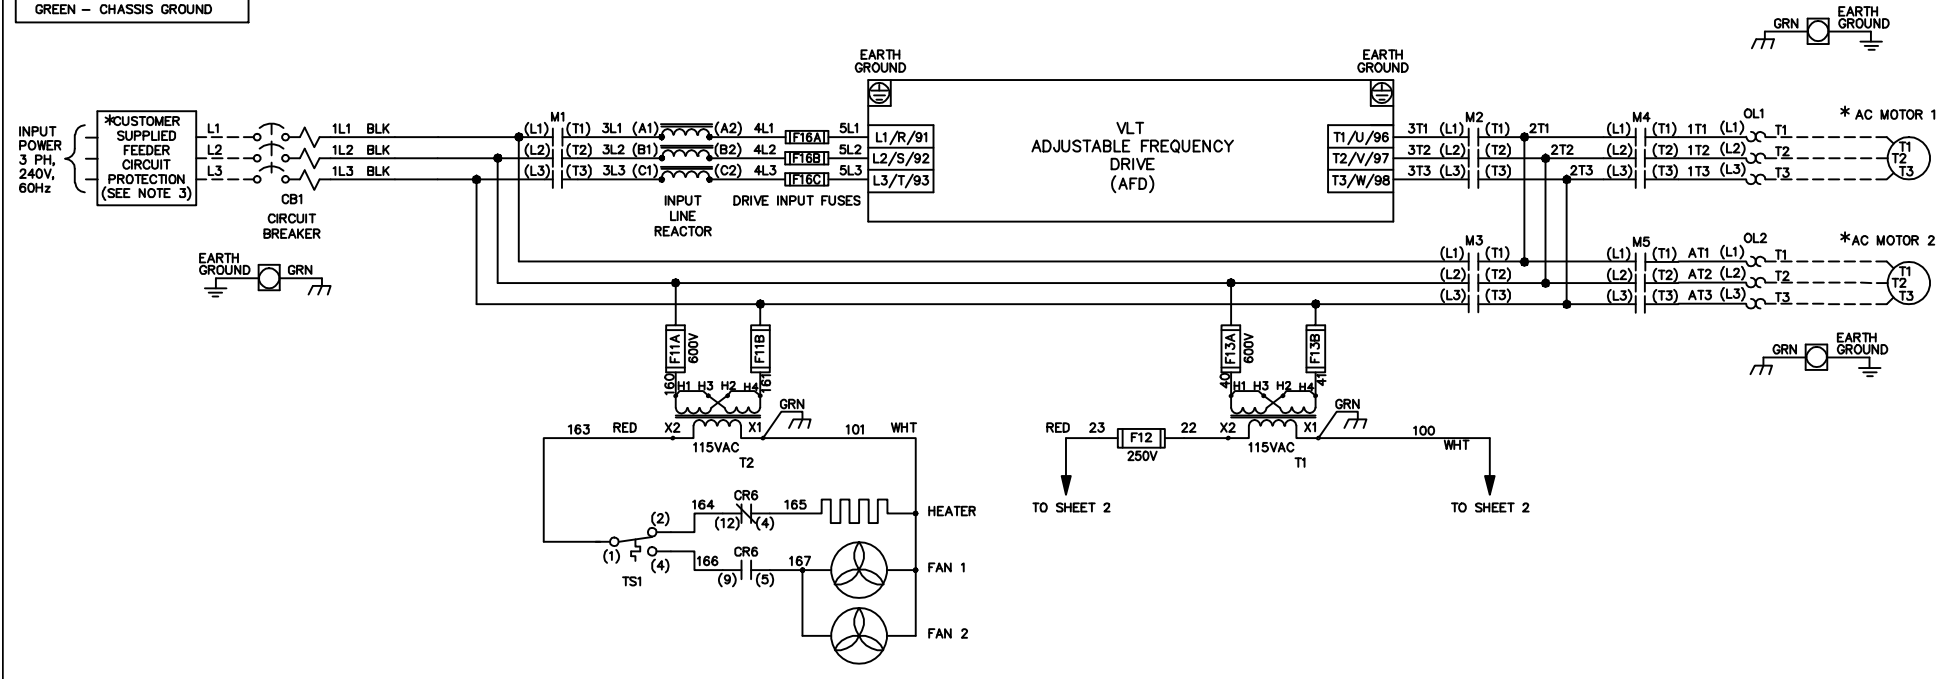 GREEN – CHASSIS GROUND
GRN
EARTH
GROUND
EARTH
GROUND
EARTH
GROUND
INPUT
POWER
3 PH,
240V,
60Hz
*CUSTOMER
SUPPLIED
FEEDER
CIRCUIT
PROTECTION
(SEE NOTE 3)
L1
L2
L3
CB1
CIRCUIT
BREAKER
1L1 BLK
1L2 BLK
1L3 BLK
M1
(L1) (T1) 3L1 (A1) (A2) 4L1 F16A 5L1 L1/R/91
(L2) (T2) 3L2 (B1) (B2) 4L2 F16B 5L2 L2/S/92
(L3) (T3) 3L3 (C1) (C2) 4L3 F16C 5L3 L3/T/93
INPUT
LINE
REACTOR
DRIVE INPUT FUSES
VLT
ADJUSTABLE FREQUENCY
DRIVE
(AFD)
M2
M4
OL1
* AC MOTOR 1
T1/U/96 3T1 (L1) (T1) 2T1 (L1) (T1) 1T1 (L1) T1
T2/V/97 3T2 (L2) (T2) 2T2 (L2) (T2) 1T2 (L2) T2
T3/W/98 3T3 (L3) (T3) 2T3 (L3) (T3) 1T3 (L3) T3
T1
T2
T3
EARTH
GROUND
GRN
M3
M5
OL2
*AC MOTOR 2
(L1) (T1) (L1) (T1) AT1 (L1) T1
(L2) (T2) (L2) (T2) AT2 (L2) T2
(L3) (T3) (L3) (T3) AT3 (L3) T3
T1
T2
T3
GRN
EARTH
GROUND
F11A
600V
F11B
160
161
H1 H3 H2 H4
GRN
163 RED X2 X1 101 WHT
115VAC
T2
F13A
600V
F13B
40
41
H1 H3 H2 H4
GRN
RED 23 F12 22 X2 X1 100
WHT
250V
115VAC
T1
TO SHEET 2
TO SHEET 2
CR6
164 165
(2) (12) (4)
HEATER
(1)
(4)
TS1
CR6
166 167
(9) (5)
FAN 1
FAN 2